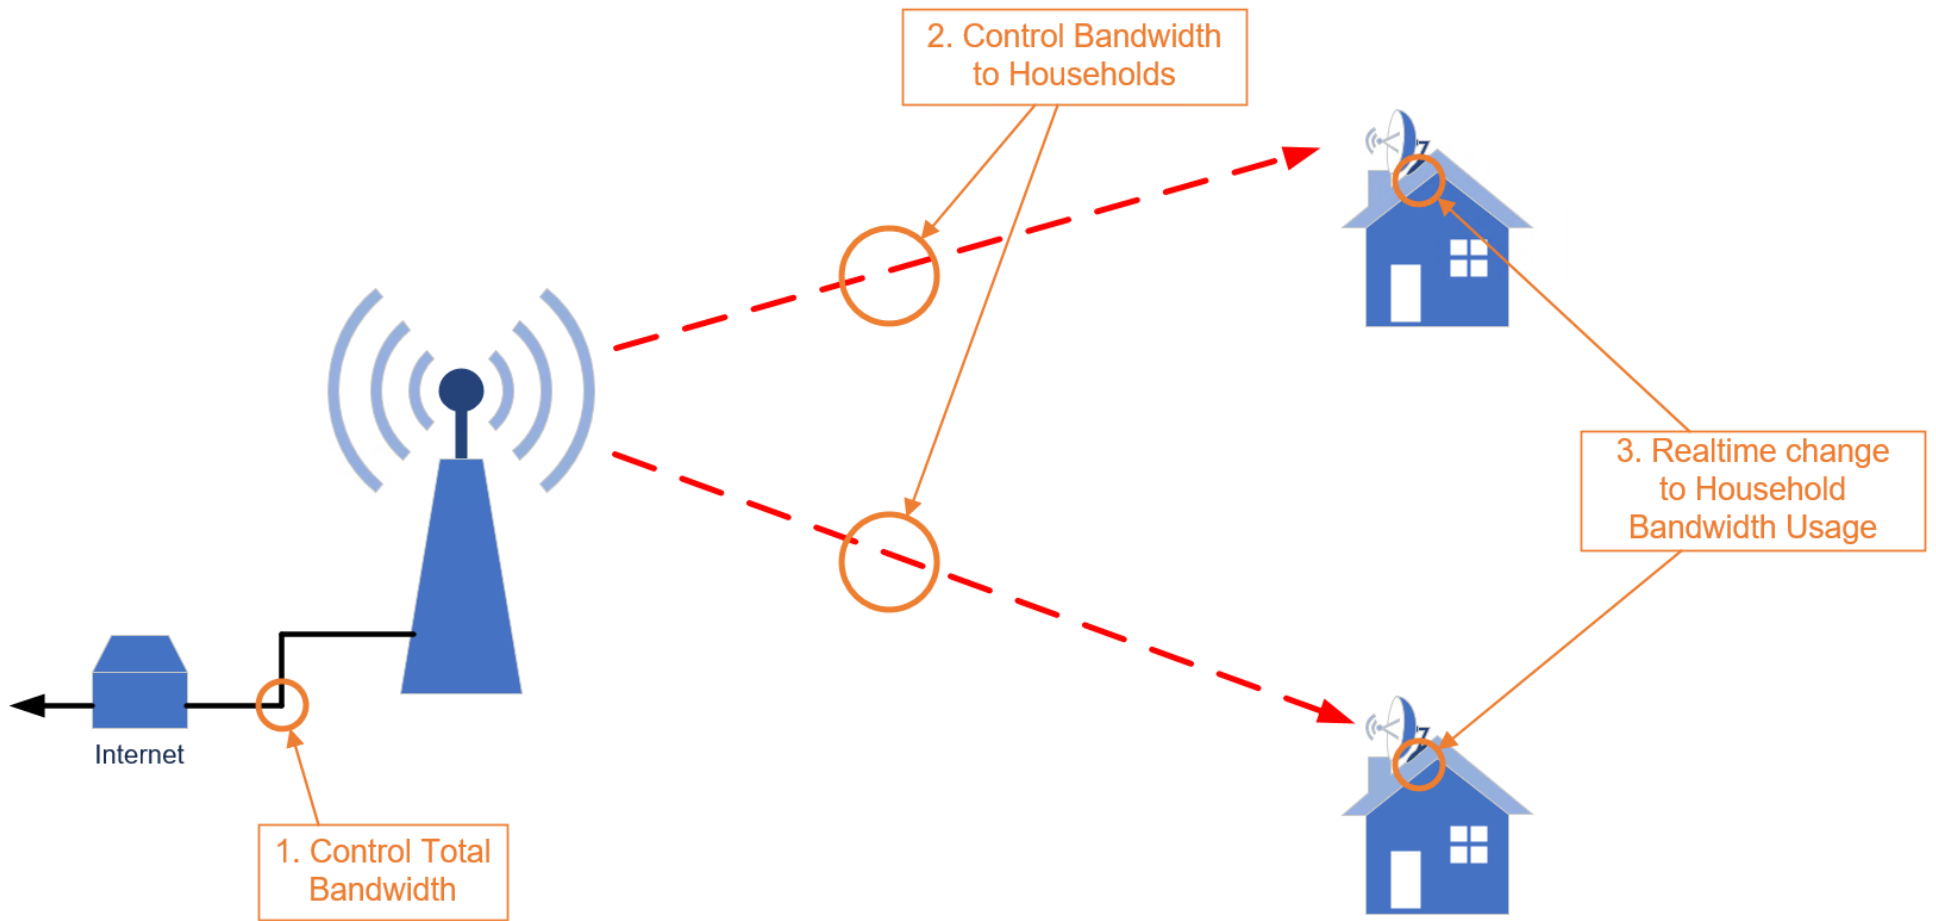 2. Control Bandwidth
to Households
3. Realtime change
to Household
Bandwidth Usage
Internet
1. Control Total
Bandwidth